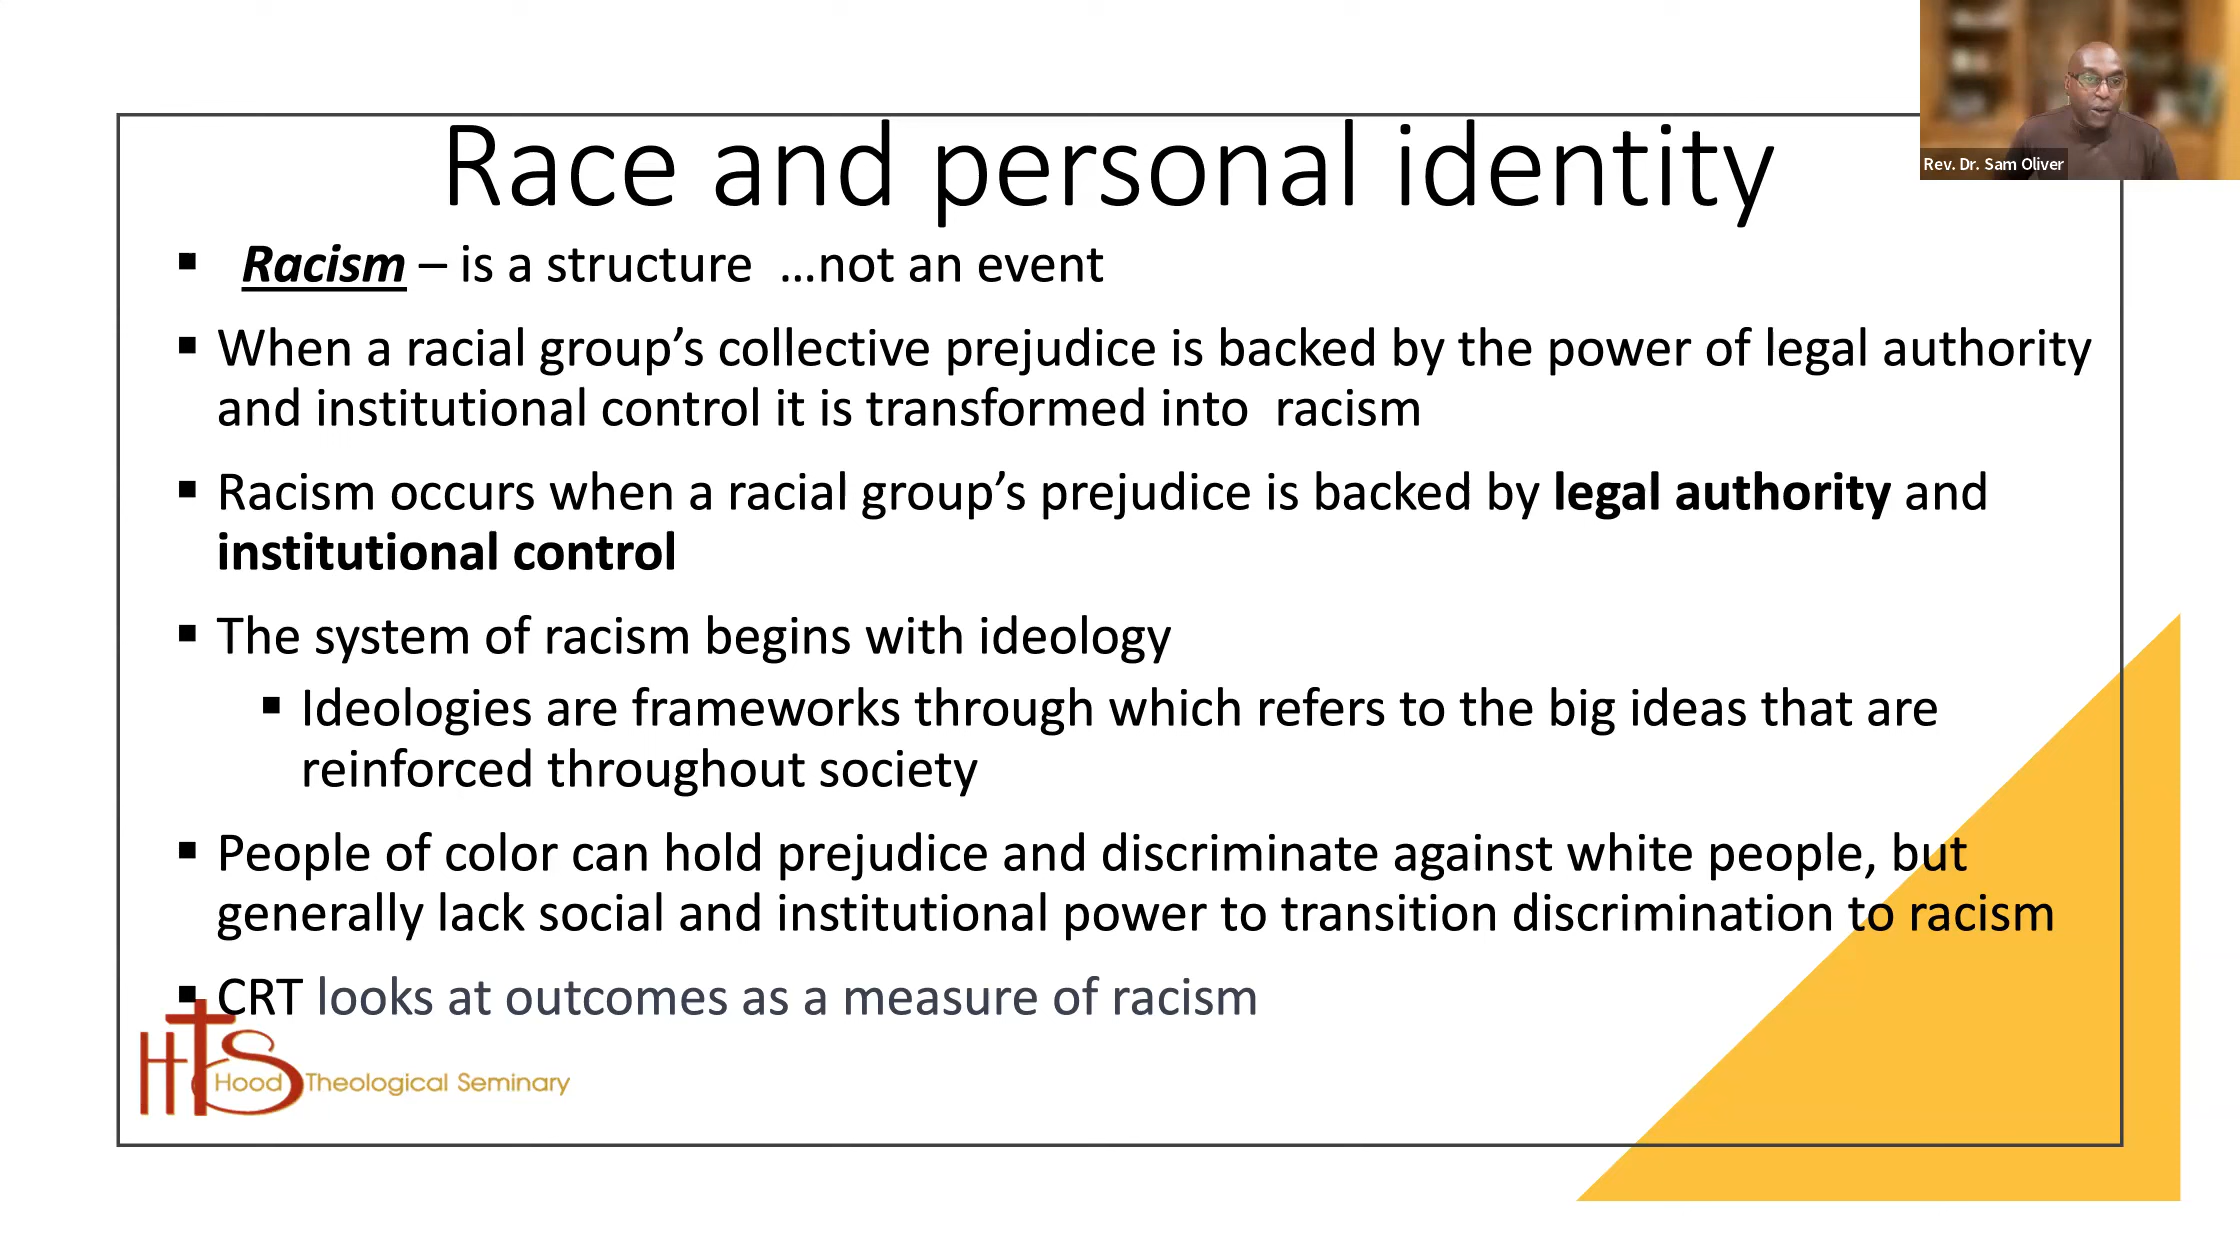 Rev. Dr. Sam Oliver
Race and personal identity
▪ Racism – is a structure ...not an event
▪ When a racial group’s collective prejudice is backed by the power of legal authority
and institutional control it is transformed into racism
▪ Racism occurs when a racial group’s prejudice is backed by legal authority and
institutional control
▪ The system of racism begins with ideology
▪ Ideologies are frameworks through which refers to the big ideas that are
reinforced throughout society
▪ People of color can hold prejudice and discriminate against white people, but
generally lack social and institutional power to transition discrimination to racism
▪ CRT looks at outcomes as a measure of racism
HTS
Hood Theological Seminary